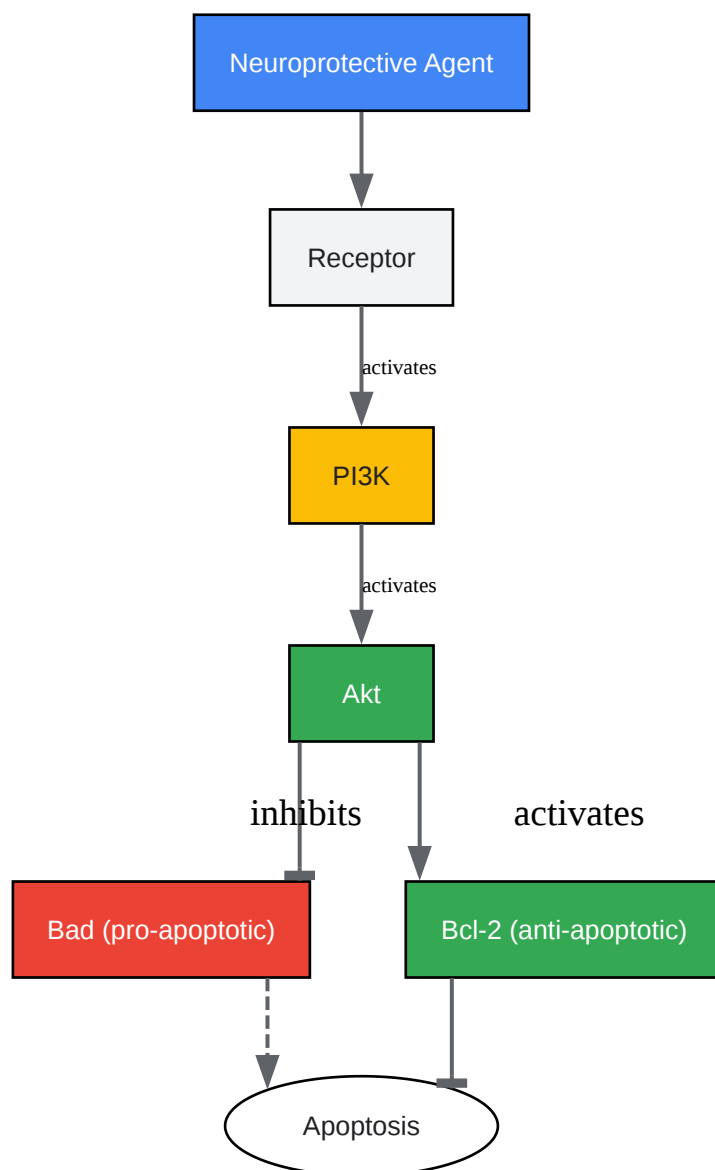 Neuroprotective Agent
Receptor
activates
PI3K
activates
Akt
inhibits
activates
Bad (pro-apoptotic)
Bcl-2 (anti-apoptotic)
Apoptosis